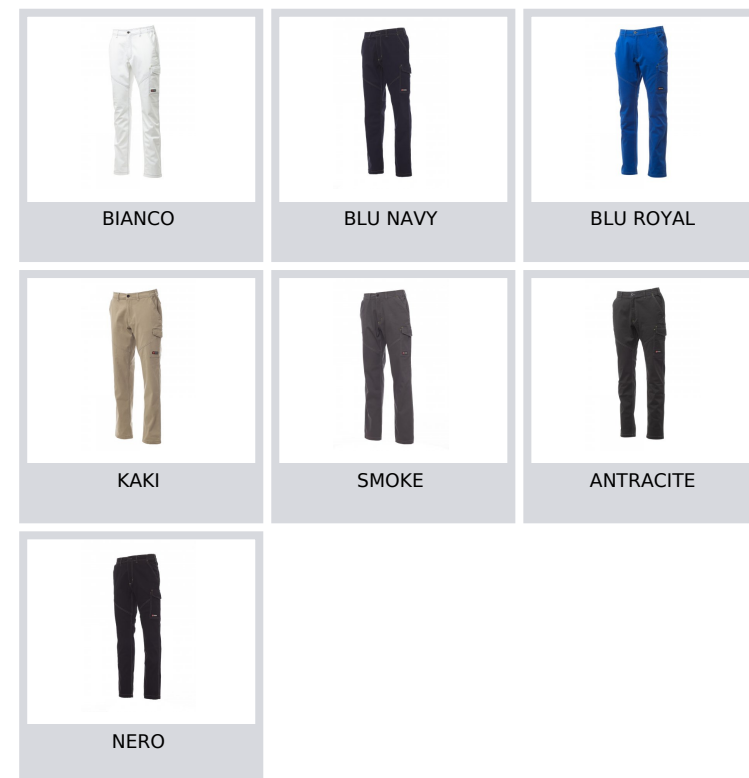 BIANCO
BLU NAVY
BLU ROYAL
KAKI
SMOKE
ANTRACITE
NERO